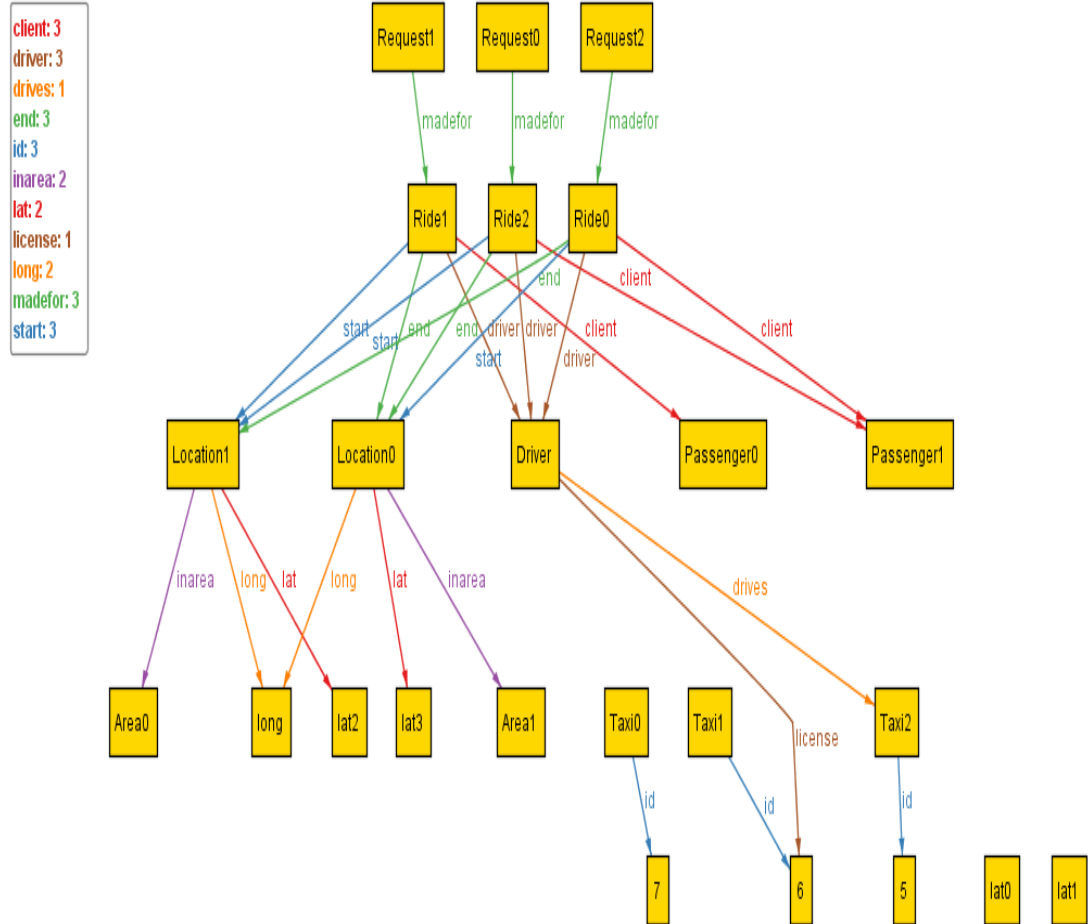 client: 3
driver: 3
drives: 1
end: 3
id: 3
inarea: 2
lat: 2
license: 1
long: 2
madefor: 3
start: 3
Request1 Request0 Request2
madefor madefor madefor
Ride1 Ride2 Ride0
end client
start end end driver driver client client
start start driver
Location1 Location0 Driver Passenger0 Passenger1
inarea long lat long lat inarea
drives
Area0 long lat2 lat3 Area1 Taxi0 Taxi1 Taxi2
license
id id id
7 6 5 lat0 lat1